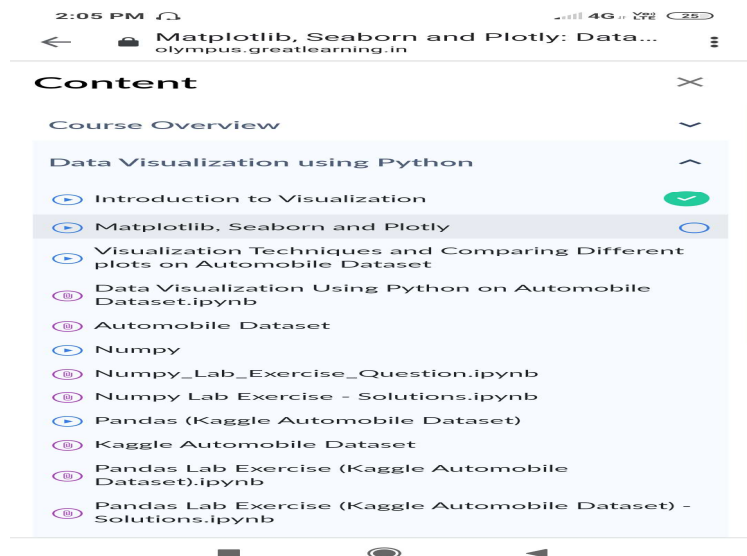 2:05 PM 4G Vo)) LTE 25
Matplotlib, Seaborn and Plotly: Data...
olympus.greatlearning.in
Content
Course Overview
Data Visualization using Python
Introduction to Visualization
Matplotlib, Seaborn and Plotly
Visualization Techniques and Comparing Different
plots on Automobile Dataset
Data Visualization Using Python on Automobile
Dataset.ipynb
Automobile Dataset
Numpy
Numpy_Lab_Exercise_Question.ipynb
Numpy Lab Exercise - Solutions.ipynb
Pandas (Kaggle Automobile Dataset)
Kaggle Automobile Dataset
Pandas Lab Exercise (Kaggle Automobile
Dataset).ipynb
Pandas Lab Exercise (Kaggle Automobile Dataset) -
Solutions.ipynb